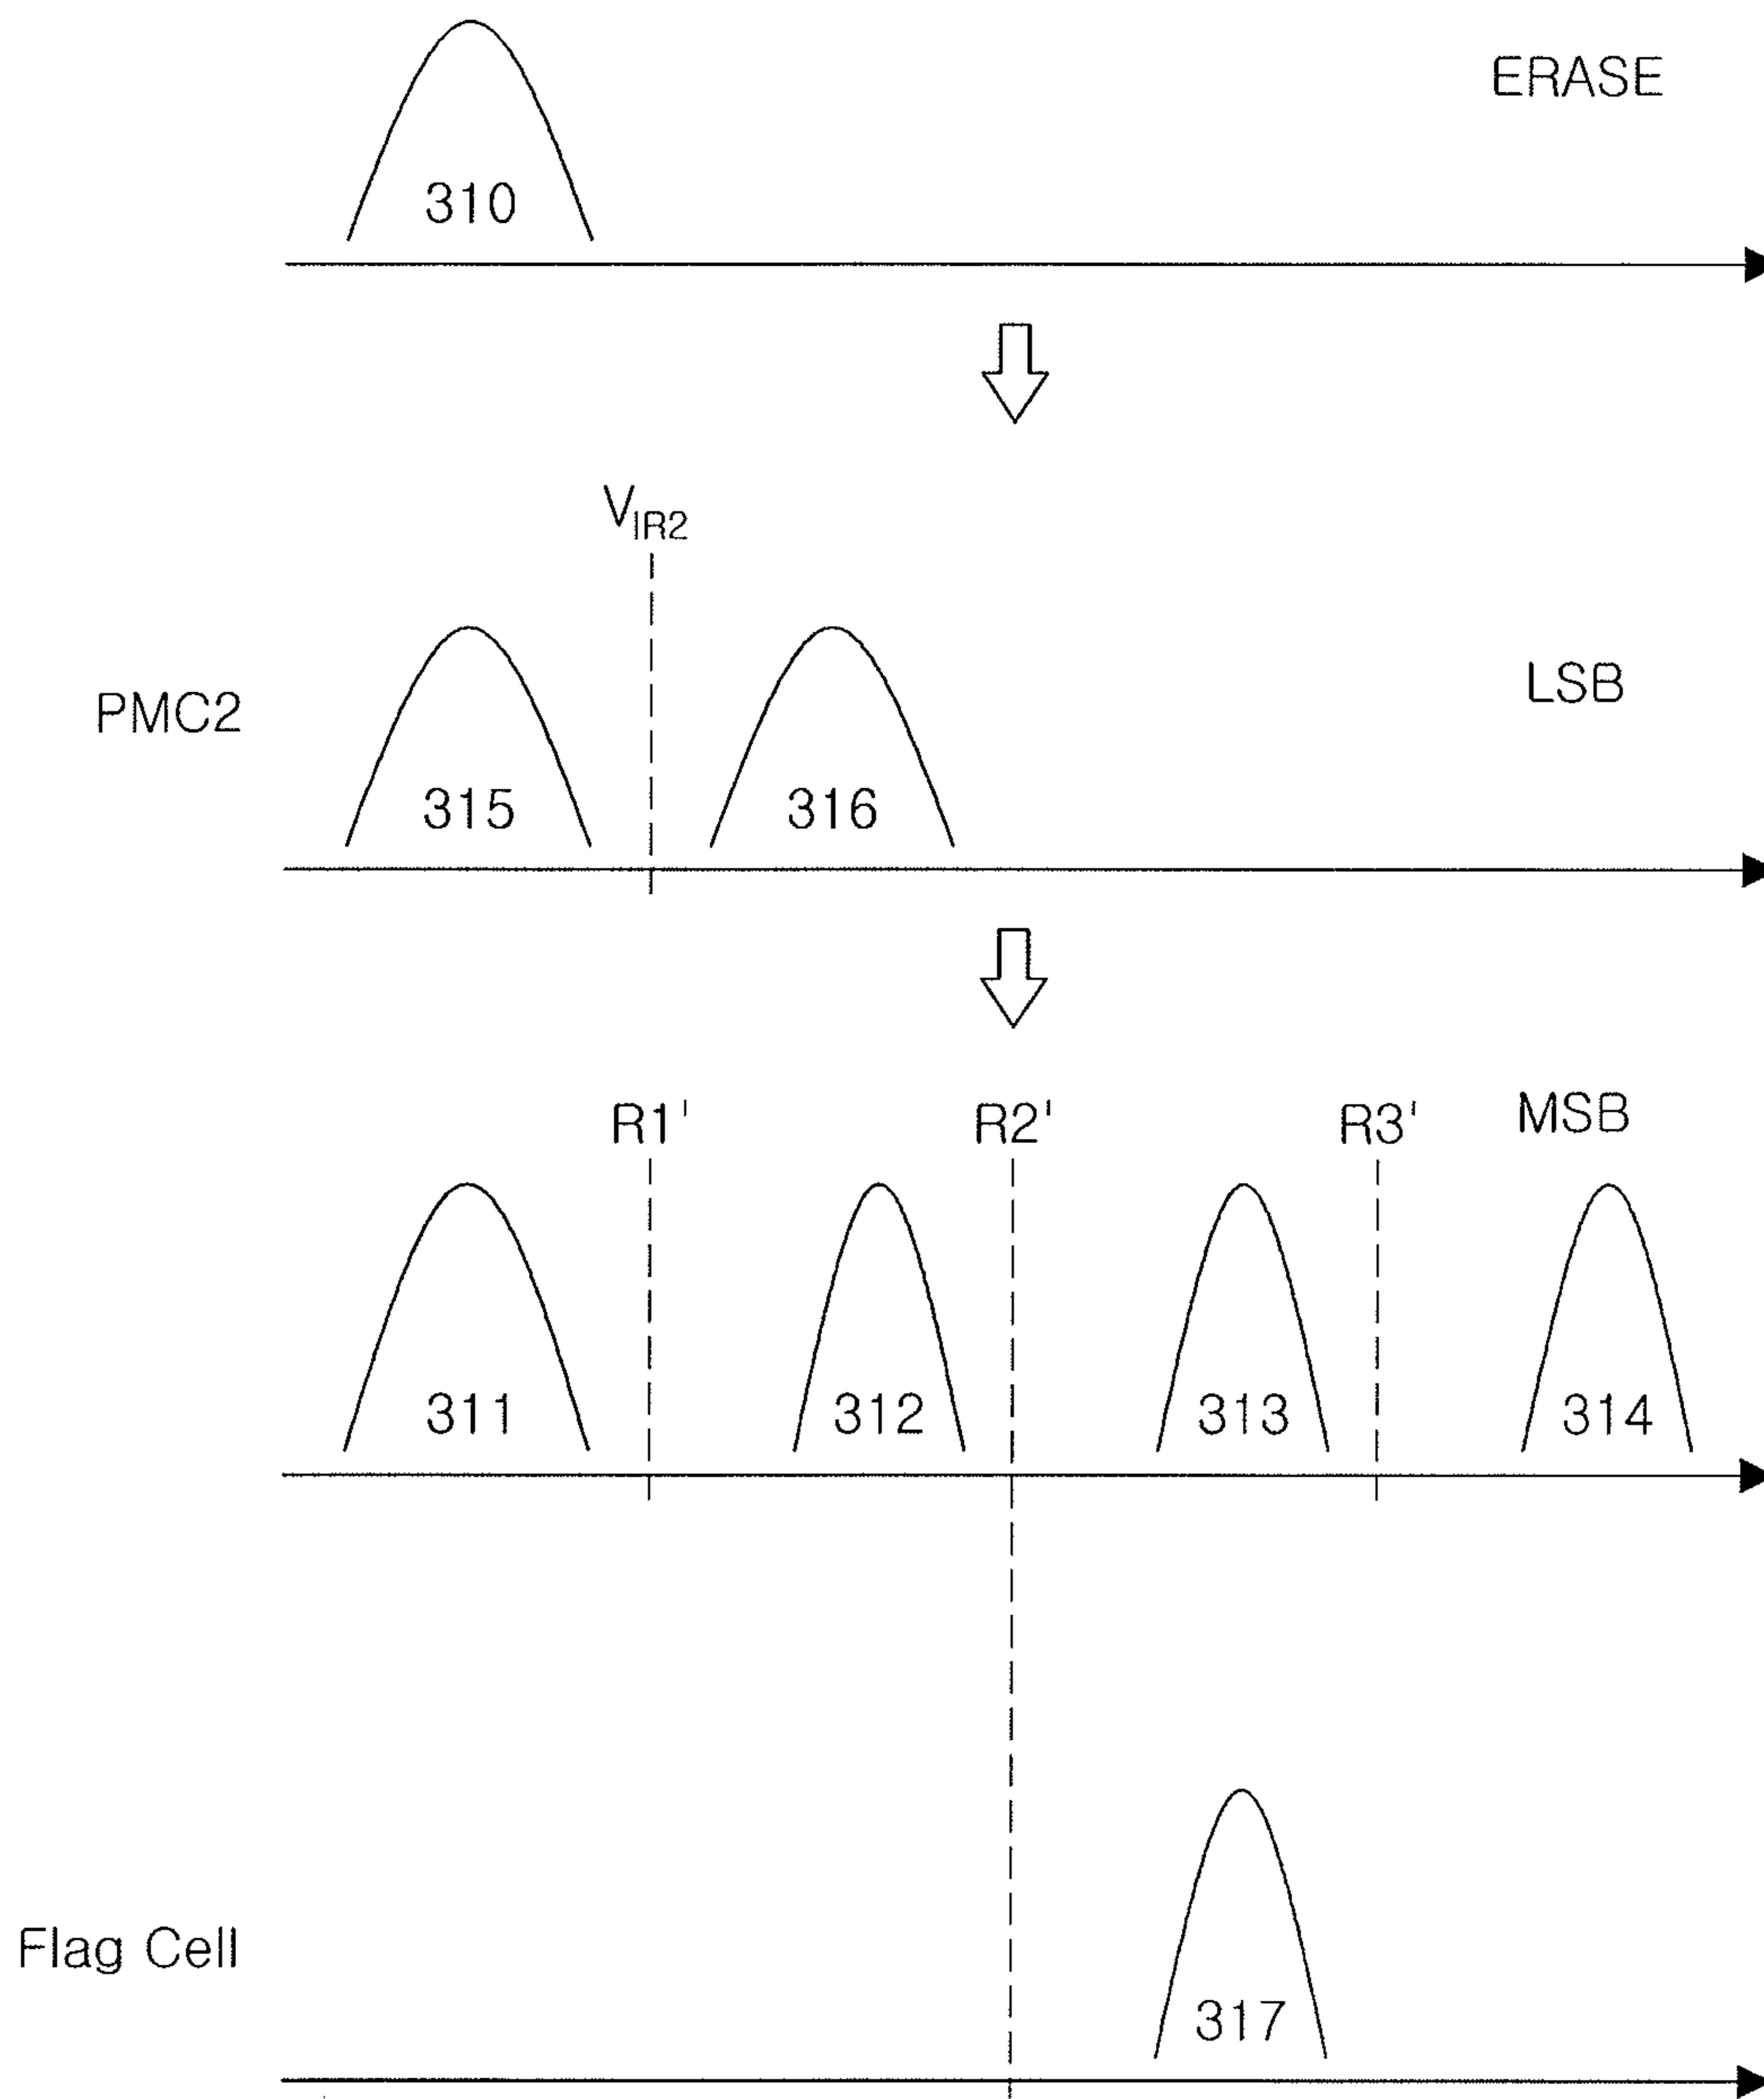 ERASE
310
V_IR2
PMC2
LSB
315
316
R1'
R2'
R3'
MSB
311
312
313
314
Flag Cell
317